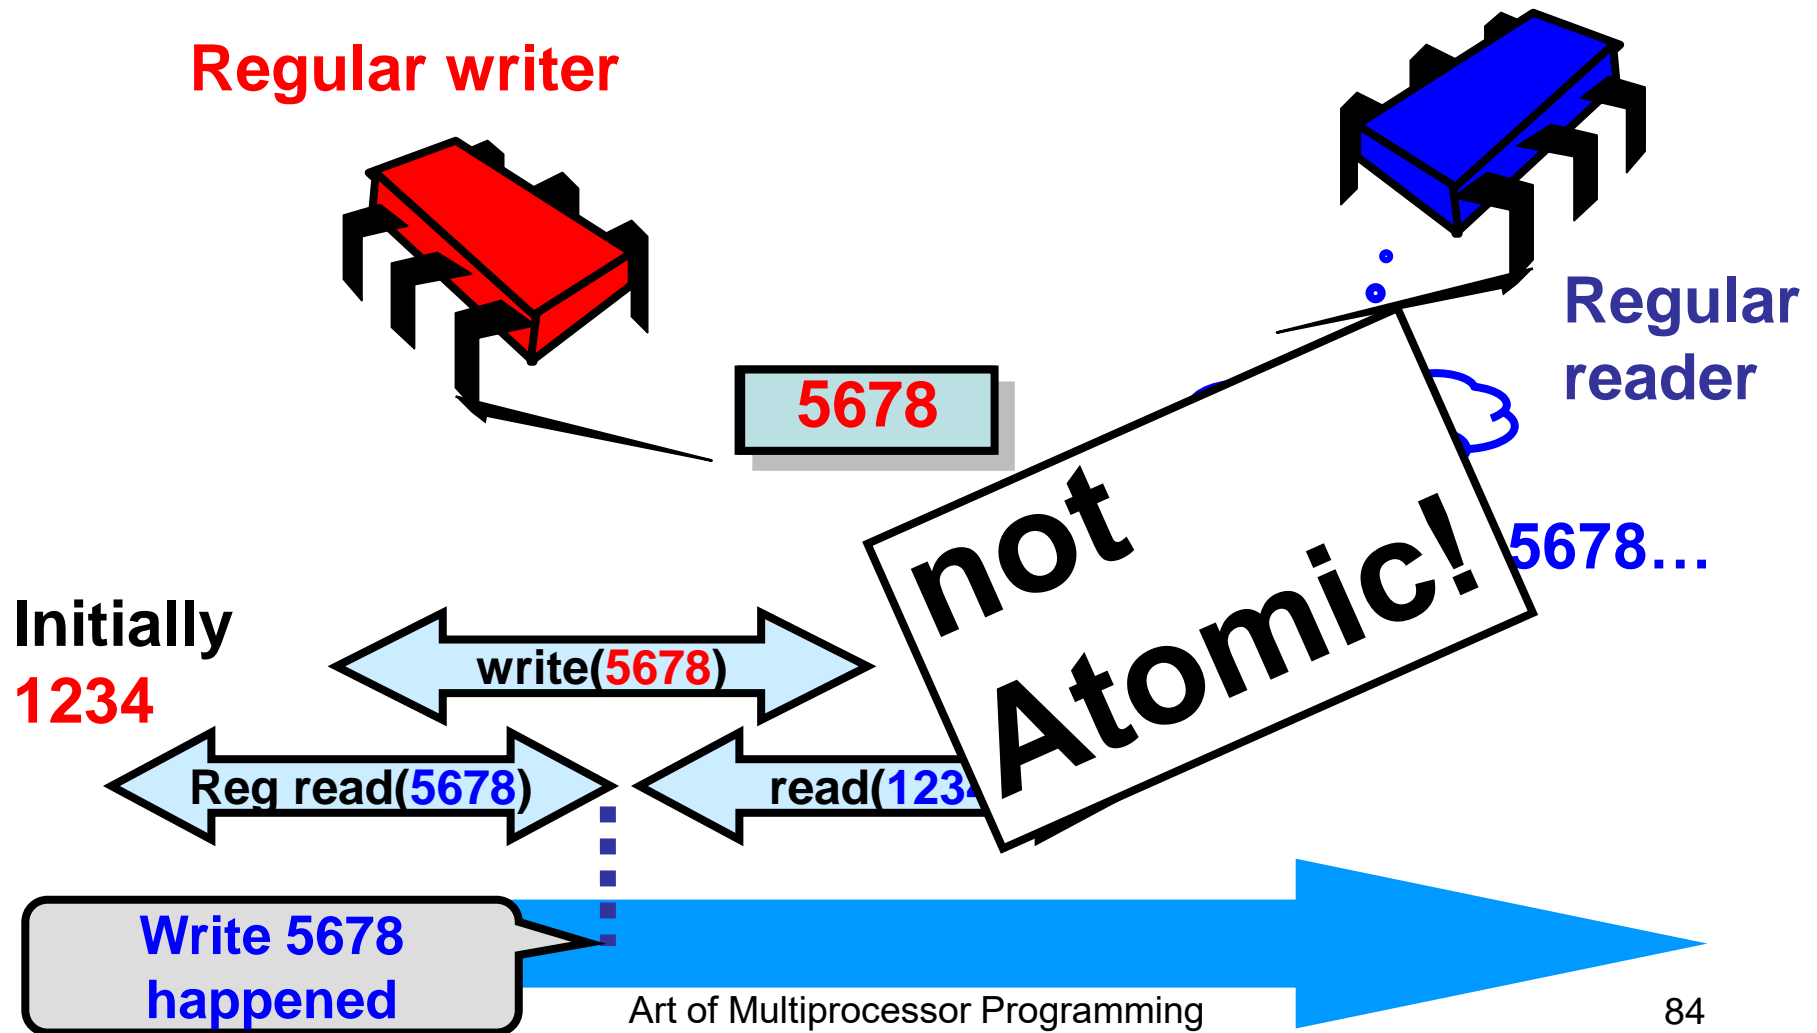 Regular writer
Regular
reader
5678
not
Atomic!
5678…
Initially
1234
write(5678)
Reg read(5678)
read(1234
Write 5678
happened
Art of Multiprocessor Programming
84